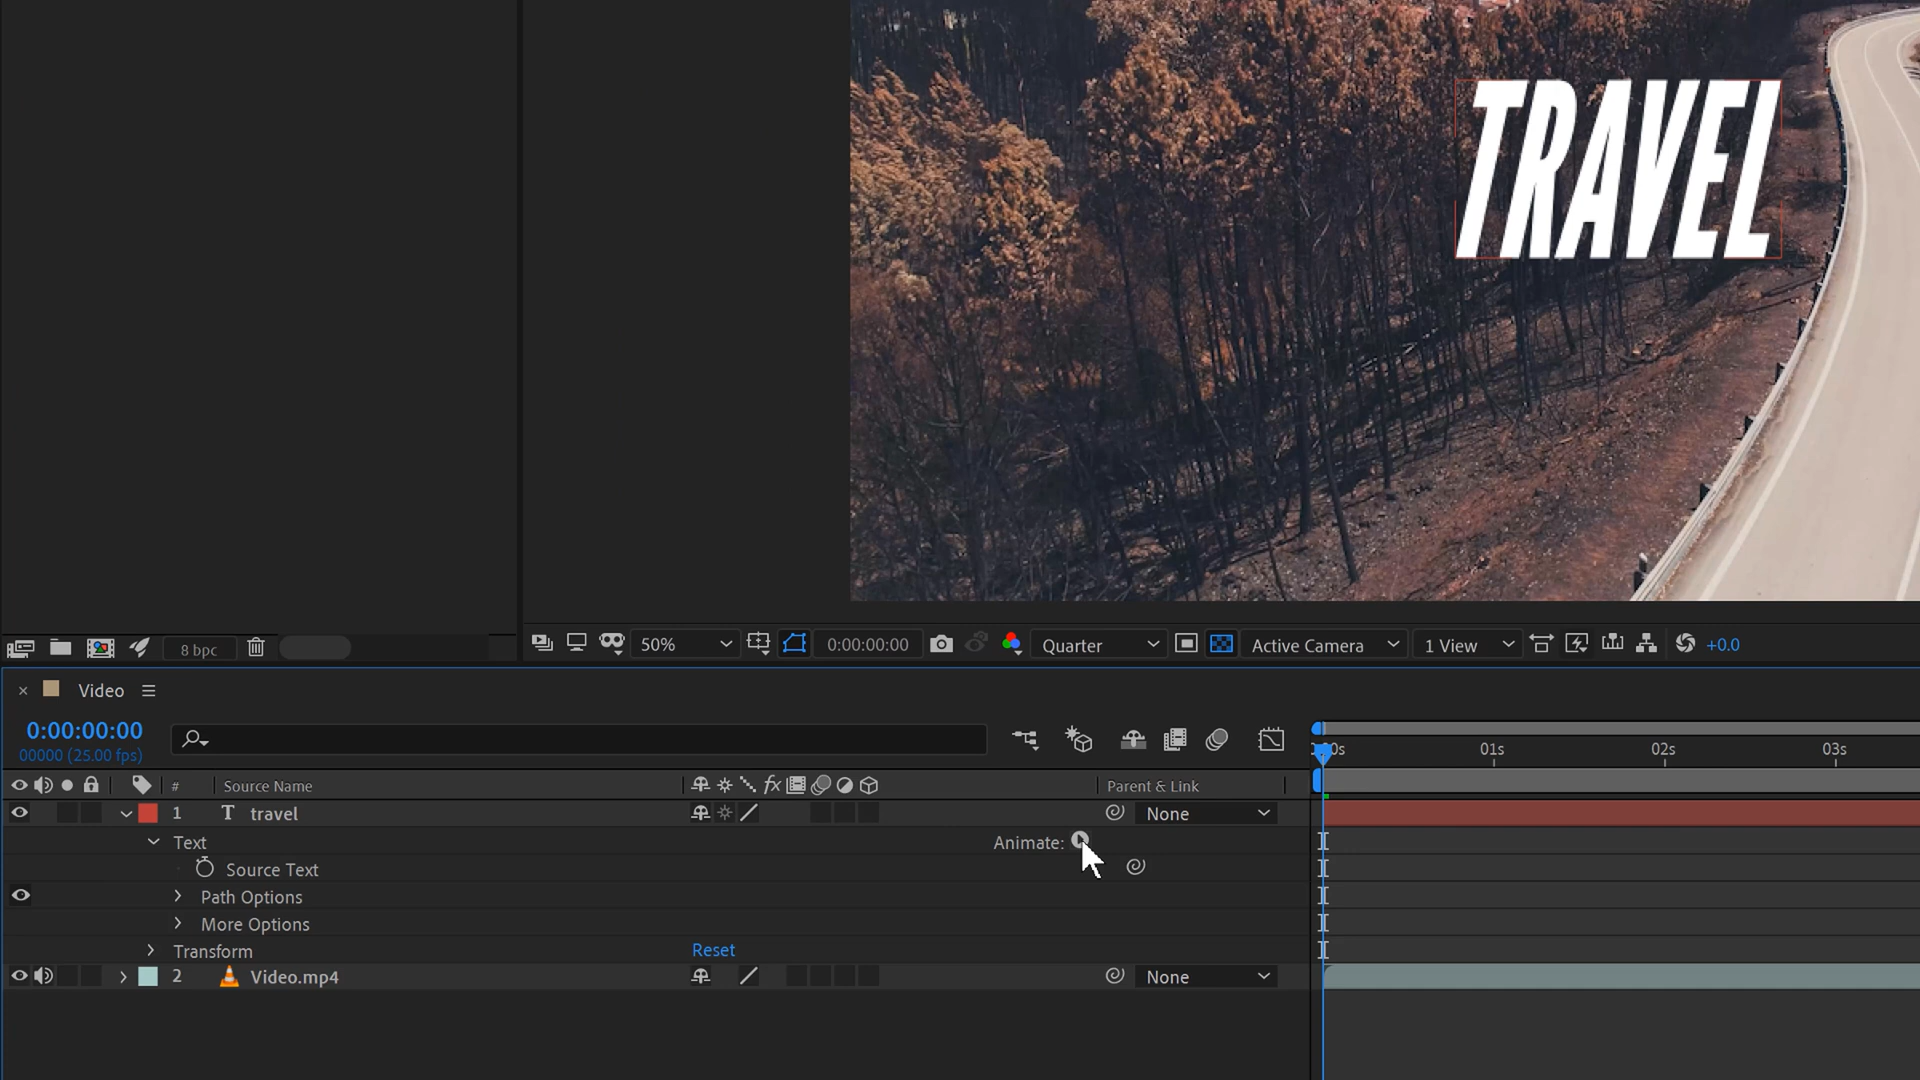 TRAVEL
8 bpc
50%
0:00:00:00
Quarter
Active Camera
1 View
+0.0
Video
0:00:00:00
00000 (25.00 fps)
01s
02s
03s
#
Source Name
fx
Parent & Link
1
T
travel
None
Text
Animate:
Source Text
Path Options
More Options
Transform
Reset
2
Video.mp4
None